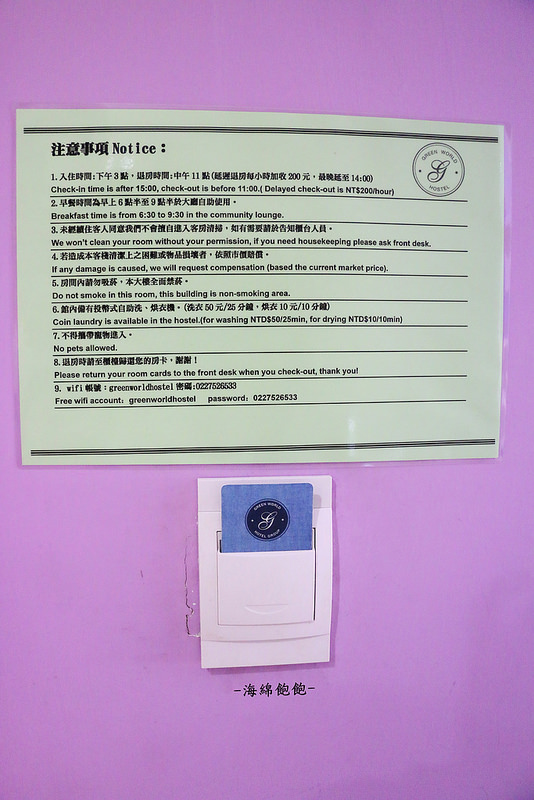 注意事項 Notice：
GREEN WORLD
G
HOSTEL
1. 入住時間:下午 3 點，退房時間:中午 11 點(延遲退房每小時加收 200 元，最晚延至 14:00)
Check-in time is after 15:00, check-out is before 11:00.( Delayed check-out is NT$200/hour)
2. 早餐時間為早上 6 點半至 9 點半於大廳自助使用。
Breakfast time is from 6:30 to 9:30 in the community lounge.
3. 未經續住客人同意我們不會擅自進入客房清掃，如有需要請於告知櫃台人員。
We won't clean your room without your permission, if you need housekeeping please ask front desk.
4. 若造成本客棧清潔上之困難或物品損壞者，依照市價賠償。
If any damage is caused, we will request compensation (based the current market price).
5. 房間內請勿吸菸，本大樓全面禁菸。
Do not smoke in this room, this building is non-smoking area.
6. 館內備有投幣式自助洗、烘衣機。(洗衣 50 元/25 分鐘，烘衣 10 元/10 分鐘)
Coin laundry is available in the hostel.(for washing NTD$50/25min, for drying NTD$10/10min)
7. 不得攜帶寵物進入。
No pets allowed.
8. 退房時請至櫃檯歸還您的房卡，謝謝！
Please return your room cards to the front desk when you check-out, thank you!
9. wifi 帳號：greenworldhostel 密碼:0227526533
Free wifi account: greenworldhostel password: 0227526533
GREEN WORLD
G
HOTEL GROUP
-海綿飽飽-